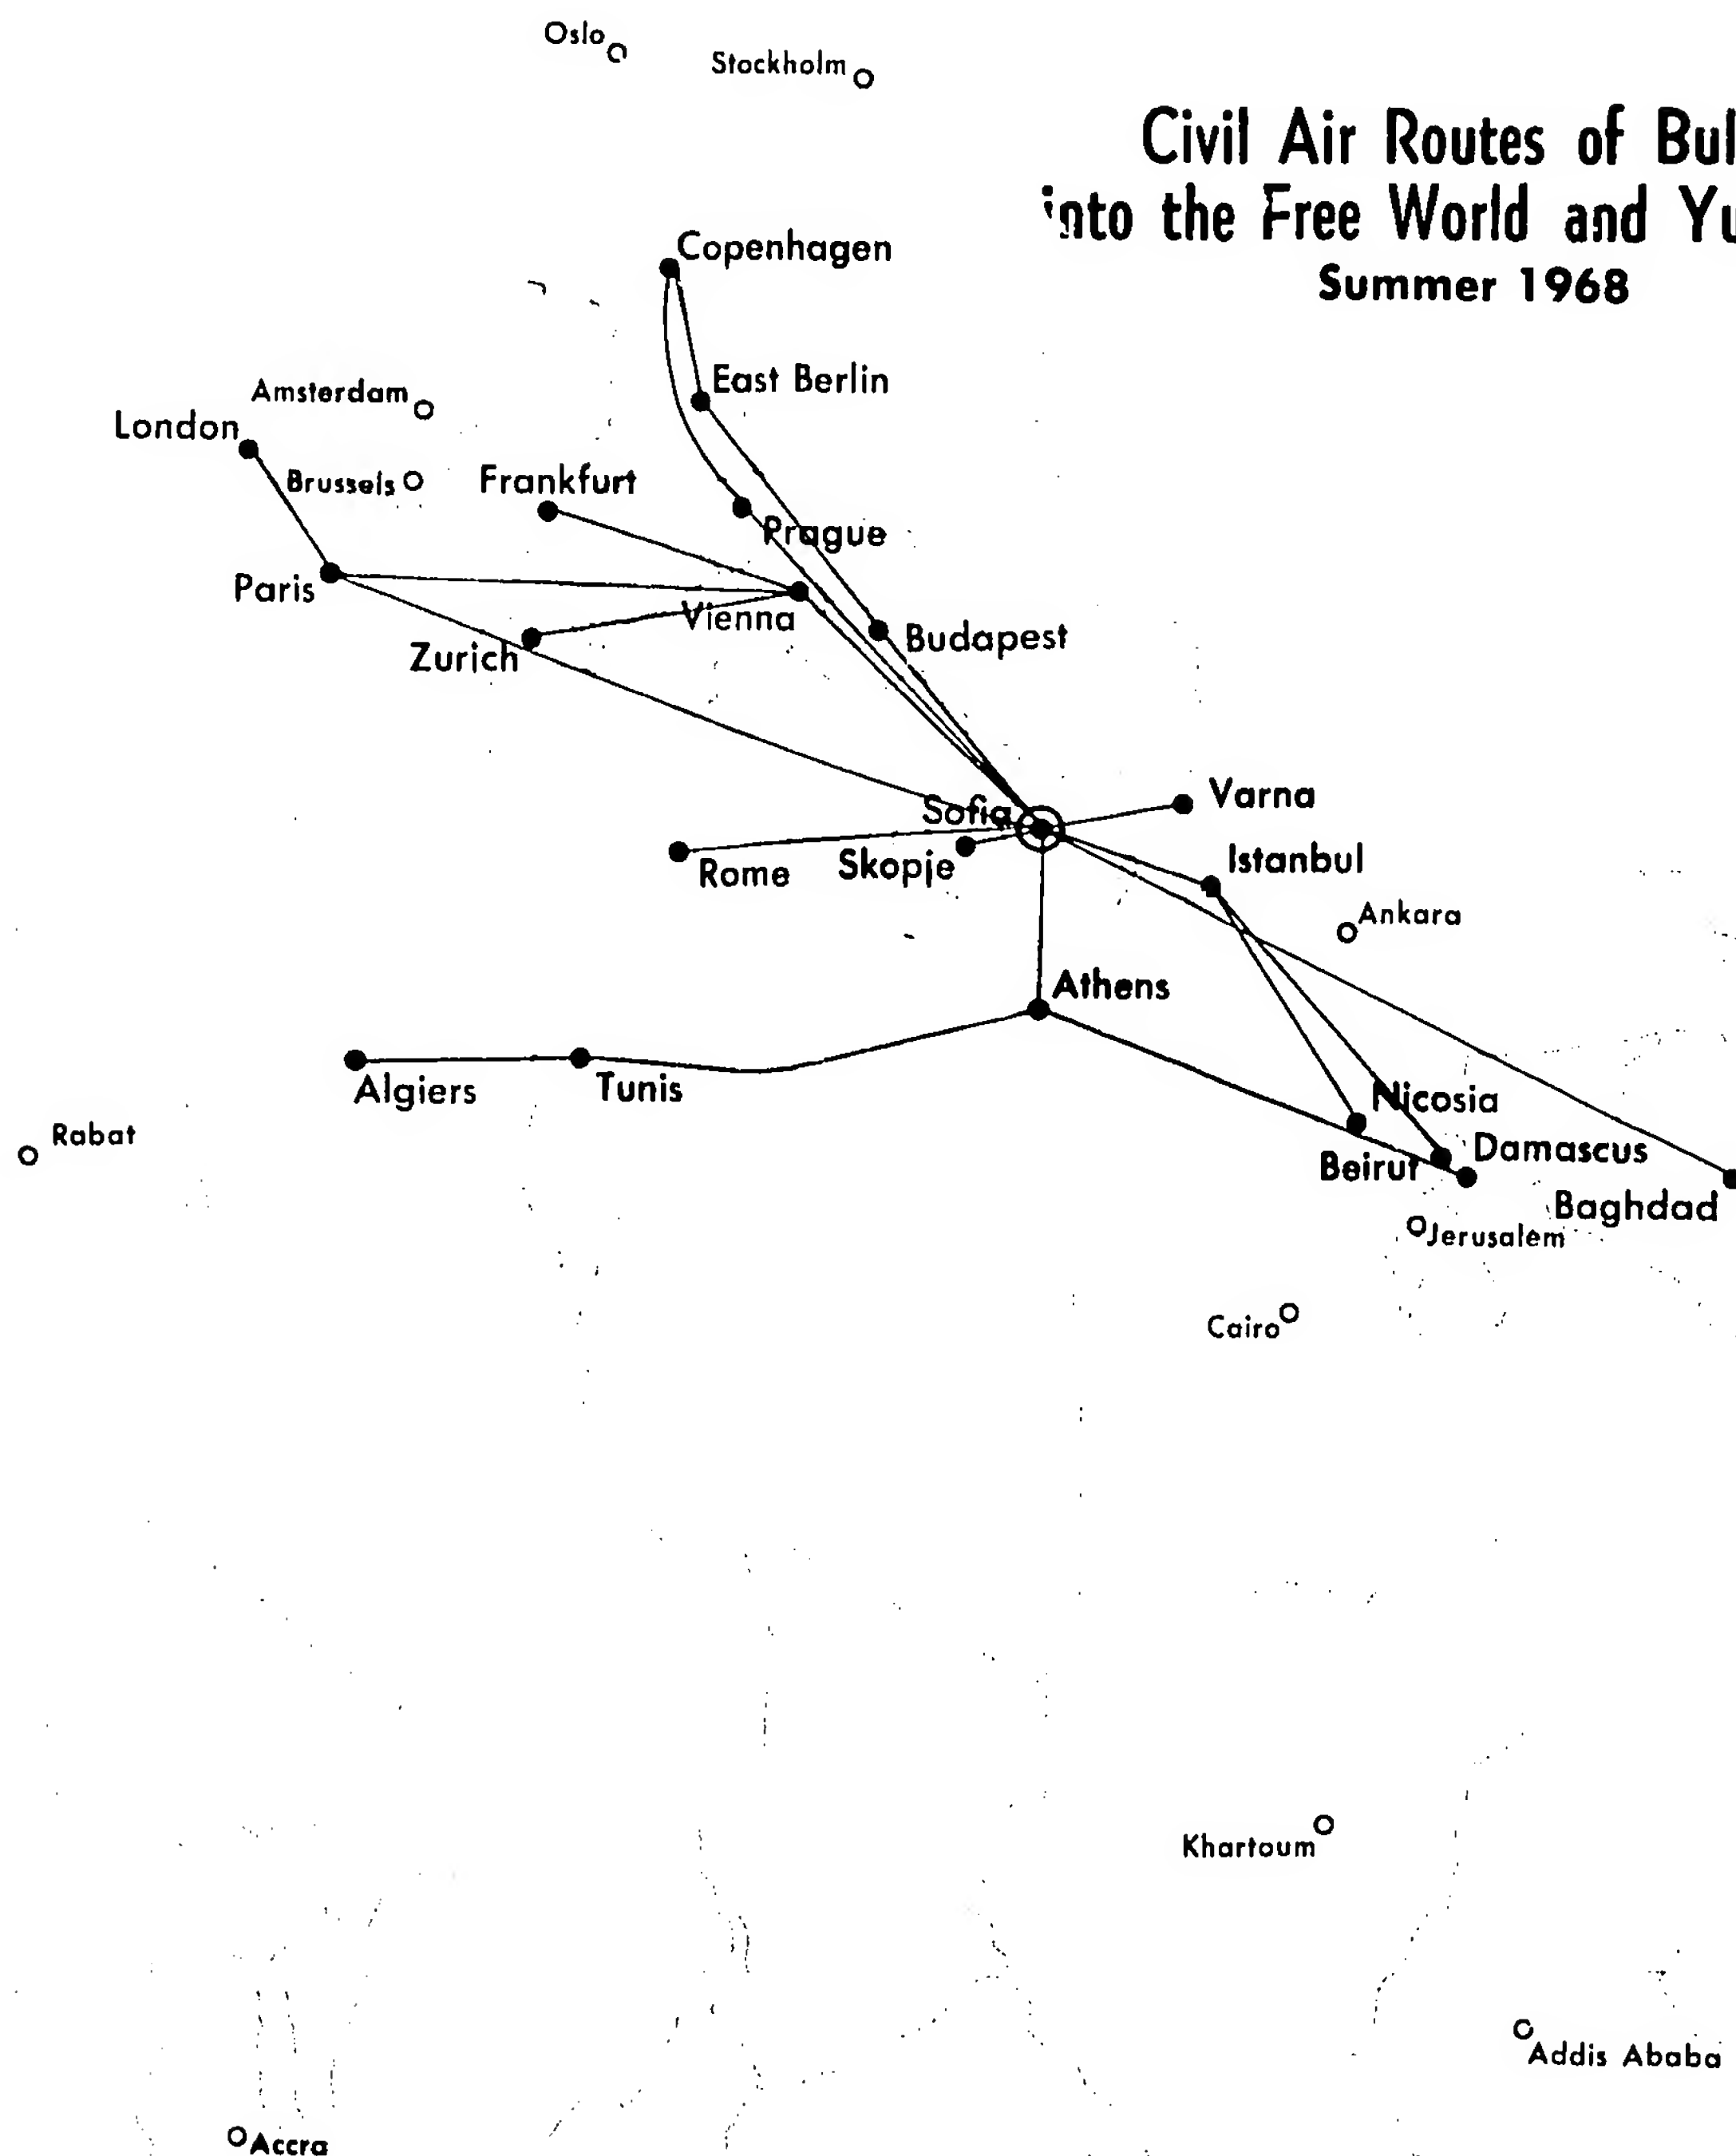 Oslo
Stockholm
Civil Air Routes of Bul
into the Free World and Yu
Summer 1968
Copenhagen
East Berlin
Amsterdam
London
Brussels
Frankfurt
Prague
Paris
Vienna
Zurich
Budapest
Varna
Sofia
Istanbul
Rome
Skopje
Ankara
Athens
Algiers
Tunis
Nicosia
Rabat
Damascus
Beirut
Baghdad
Jerusalem
Cairo
Khartoum
Addis Ababa
Accra